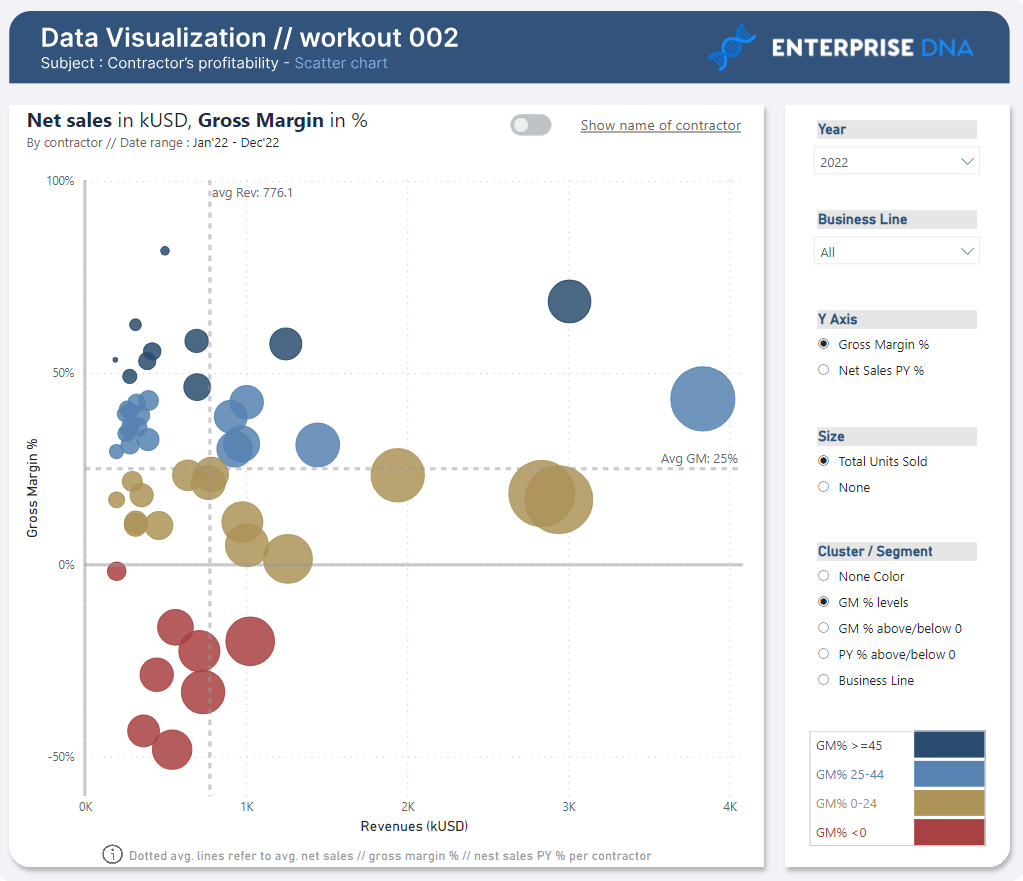 Data Visualization // workout 002
Subject : Contractor's profitability - Scatter chart
ENTERPRISE DNA
Net sales in kUSD, Gross Margin in %
By contractor // Date range : Jan'22 - Dec'22
Show name of contractor
100%
50%
0%
-50%
Gross Margin %
avg Rev: 776.1
Avg GM: 25%
0K
1K
2K
3K
4K
Revenues (kUSD)
Dotted avg. lines refer to avg. net sales // gross margin % // nest sales PY % per contractor
Year
2022
Business Line
All
Y Axis
Gross Margin %
Net Sales PY %
Size
Total Units Sold
None
Cluster / Segment
None Color
GM % levels
GM % above/below 0
PY % above/below 0
Business Line
GM% >=45
GM% 25-44
GM% 0-24
GM% <0